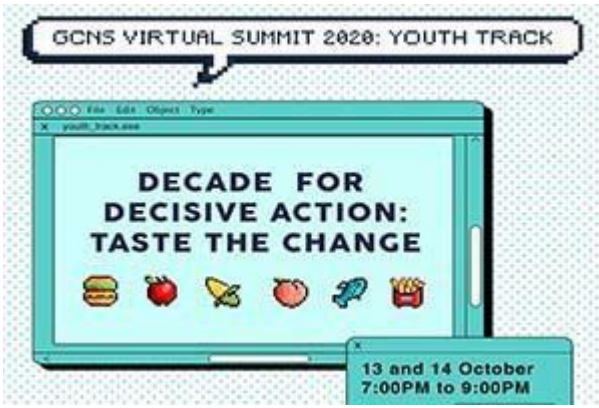 GCNS VIRTUAL SUMMIT 2020: YOUTH TRACK
File Edit Object Type
x youth_track.exe
DECADE FOR
DECISIVE ACTION:
TASTE THE CHANGE
x
13 and 14 October
7:00PM to 9:00PM